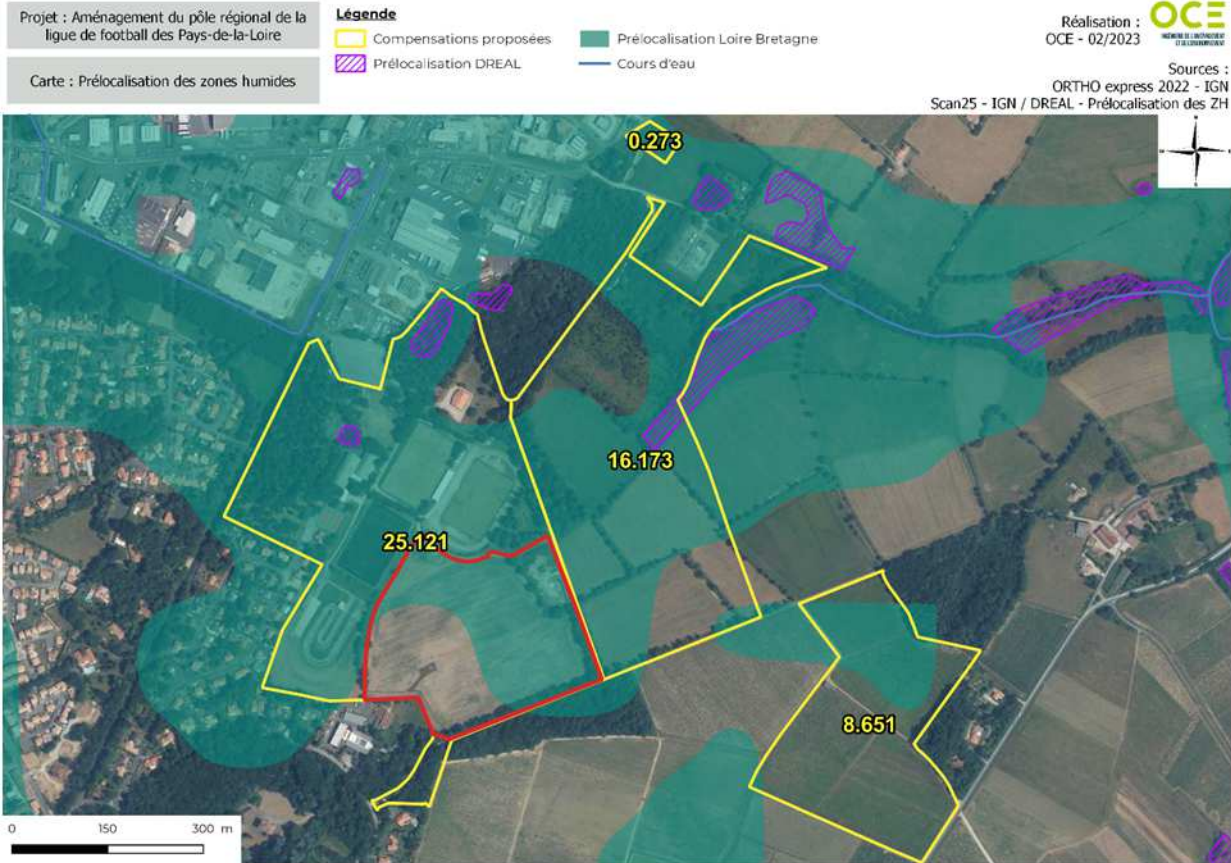 Projet : Aménagement du pôle régional de la
ligue de football des Pays-de-la-Loire
Carte : Prélocalisation des zones humides
Légende
Compensations proposées
Prélocalisation Loire Bretagne
Prélocalisation DREAL
Cours d'eau
Réalisation :
OCE - 02/2023
OCE
Sources :
ORTHO express 2022 - IGN
Scan25 - IGN / DREAL - Prélocalisation des ZH
0.273
16.173
25.121
8.651
0 150 300 m